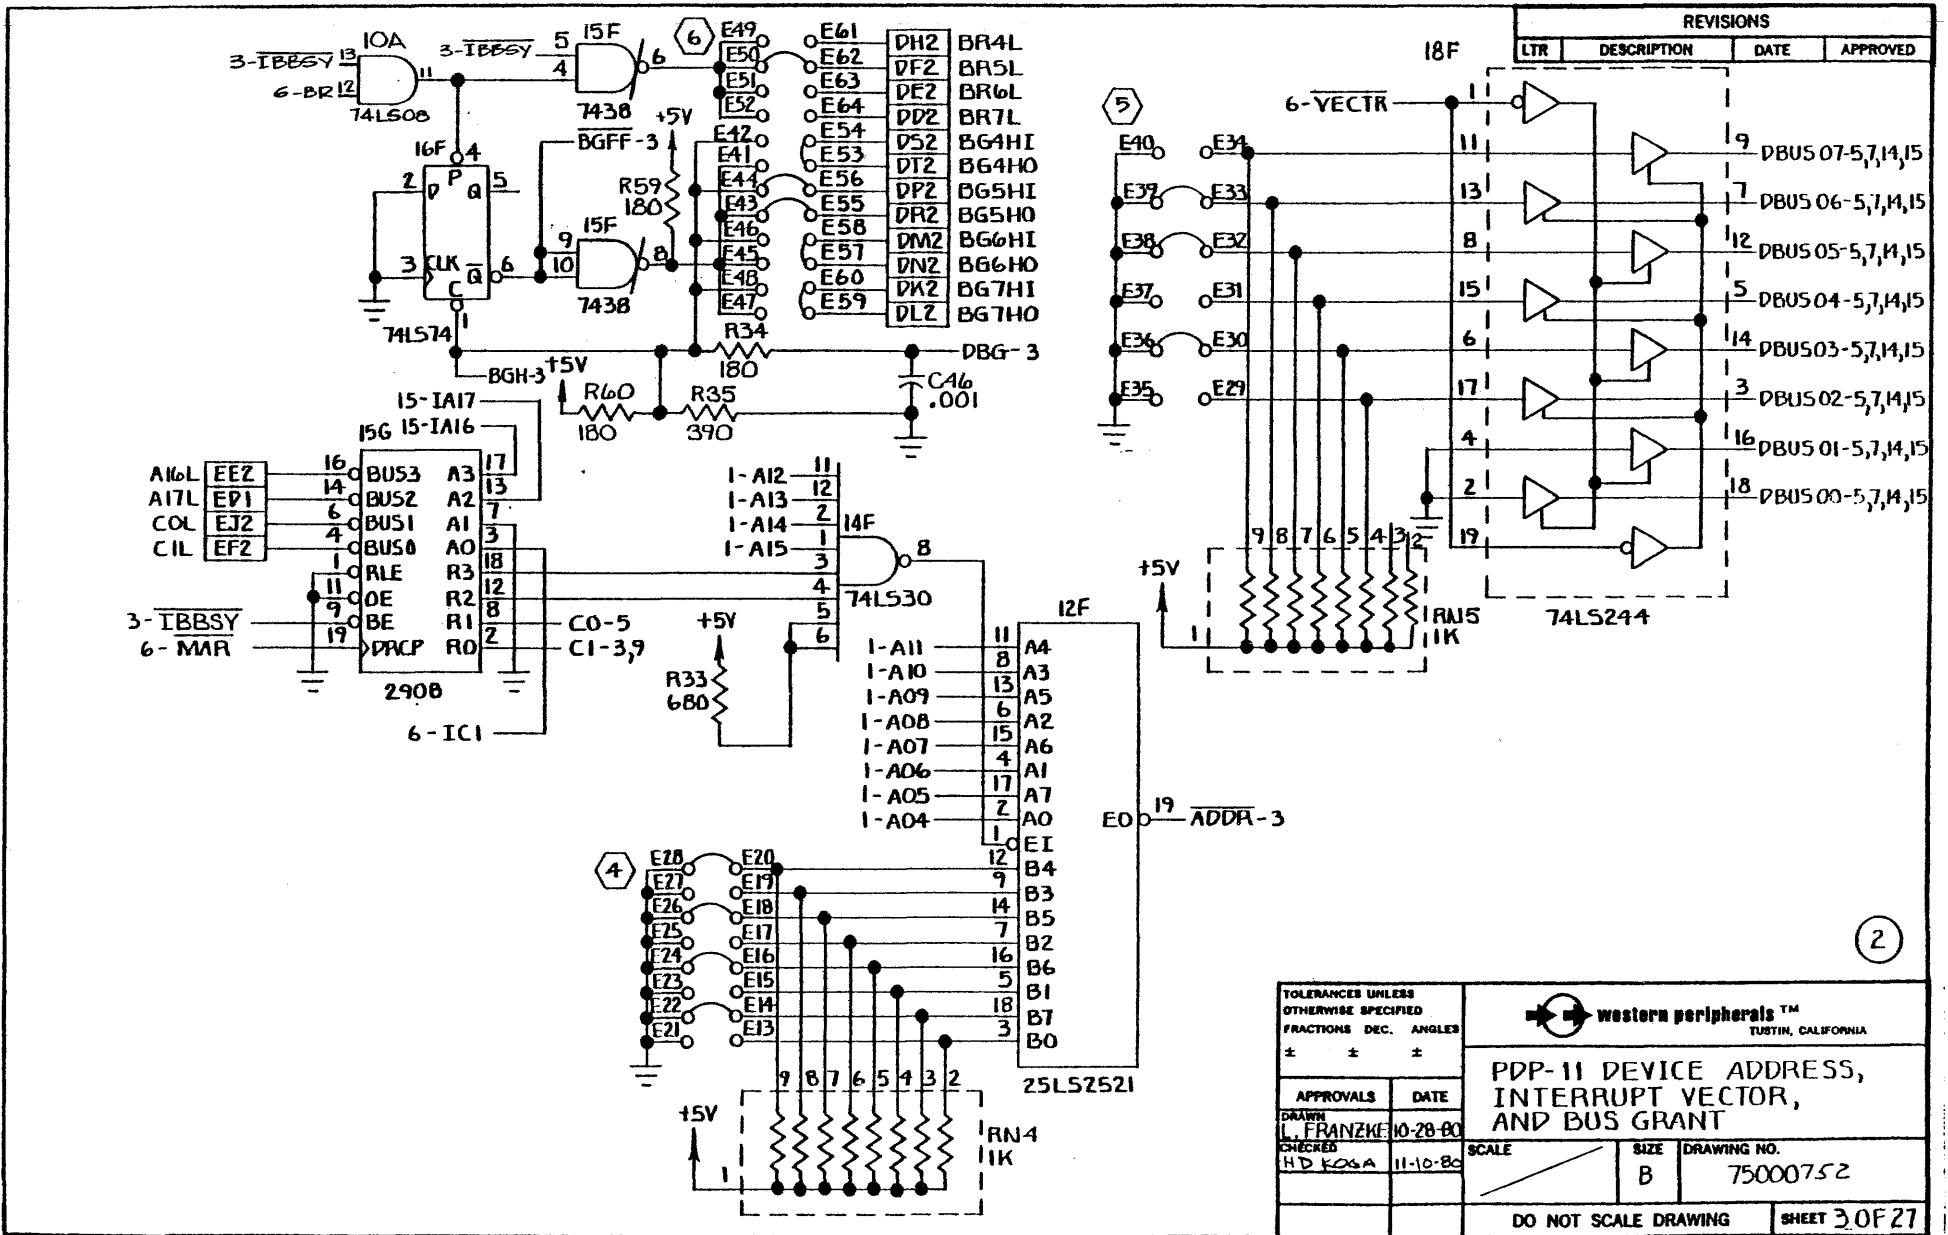 REVISIONS
LTR DESCRIPTION DATE APPROVED
10A
3-IBBSY 13
6-BR 12
11
74LS08
3-IBBSY 5
4
15F
6
7438
6
+5V
16F 4
2 D P Q 5
3 CLK Q 6
C
1
74LS74
BGFF-3
R59
180
15F
9
10
8
7438
BGH-3
E49 E61 DH2 BR4L
E50 E62 DF2 BR5L
E51 E63 DE2 BR6L
E52 E64 DD2 BR7L
E42 E54 DS2 BG4HI
E41 E53 DT2 BG4HO
E44 E56 DP2 BG5HI
E43 E55 DR2 BG5HO
E46 E58 DM2 BG6HI
E45 E57 DN2 BG6HO
E48 E60 DK2 BG7HI
E47 E59 DL2 BG7HO
R34
180
DBG-3
+5V
R60
180
R35
390
C46
.001
15-IA17
15-IA16
15G
A16L EE2 16 BUS3 A3 17
A17L ED1 14 BUS2 A2 13
C0L EJ2 6 BUS1 A1 7
C1L EF2 4 BUS0 A0 3
1 RLE R3 18
11 OE R2 12
3-IBBSY 9 BE R1 8 C0-5
6-MAR 19 DRCP R0 2 C1-3,9
2908
6-IC1
1-A12 11
1-A13 12
1-A14 2
1-A15 1
3
4
5
6
14F
8
74LS30
+5V
R33
680
12F
1-A11 11 A4
1-A10 8 A3
1-A09 13 A5
1-A08 6 A2
1-A07 15 A6
1-A06 4 A1
1-A05 17 A7
1-A04 2 A0
1 EI
EO 19 ADDR-3
4
E28 E20 12 B4
E27 E19 9 B3
E26 E18 14 B5
E25 E17 7 B2
E24 E16 16 B6
E23 E15 5 B1
E22 E14 18 B7
E21 E13 3 B0
25LS2521
9 8 7 6 5 4 3 2
+5V
1
RN4
1K
18F
5
6-VECTR 1
E40 E34 11 9 DBUS 07-5,7,14,15
E39 E33 13 7 DBUS 06-5,7,14,15
E38 E32 8 12 DBUS 05-5,7,14,15
E37 E31 15 5 DBUS 04-5,7,14,15
E36 E30 6 14 DBUS 03-5,7,14,15
E35 E29 17 3 DBUS 02-5,7,14,15
4 16 DBUS 01-5,7,14,15
2 18 DBUS 00-5,7,14,15
19
74LS244
9 8 7 6 5 4 3 2
+5V
1
RN15
1K
2
TOLERANCES UNLESS
OTHERWISE SPECIFIED
FRACTIONS DEC. ANGLES
± ± ±
APPROVALS DATE
DRAWN
L. FRANZKE 10-28-80
CHECKED
HD KOGA 11-10-80
western peripherals ™
TUSTIN, CALIFORNIA
PDP-11 DEVICE ADDRESS,
INTERRUPT VECTOR,
AND BUS GRANT
SCALE SIZE DRAWING NO.
B 75000752
DO NOT SCALE DRAWING SHEET 3 OF 27